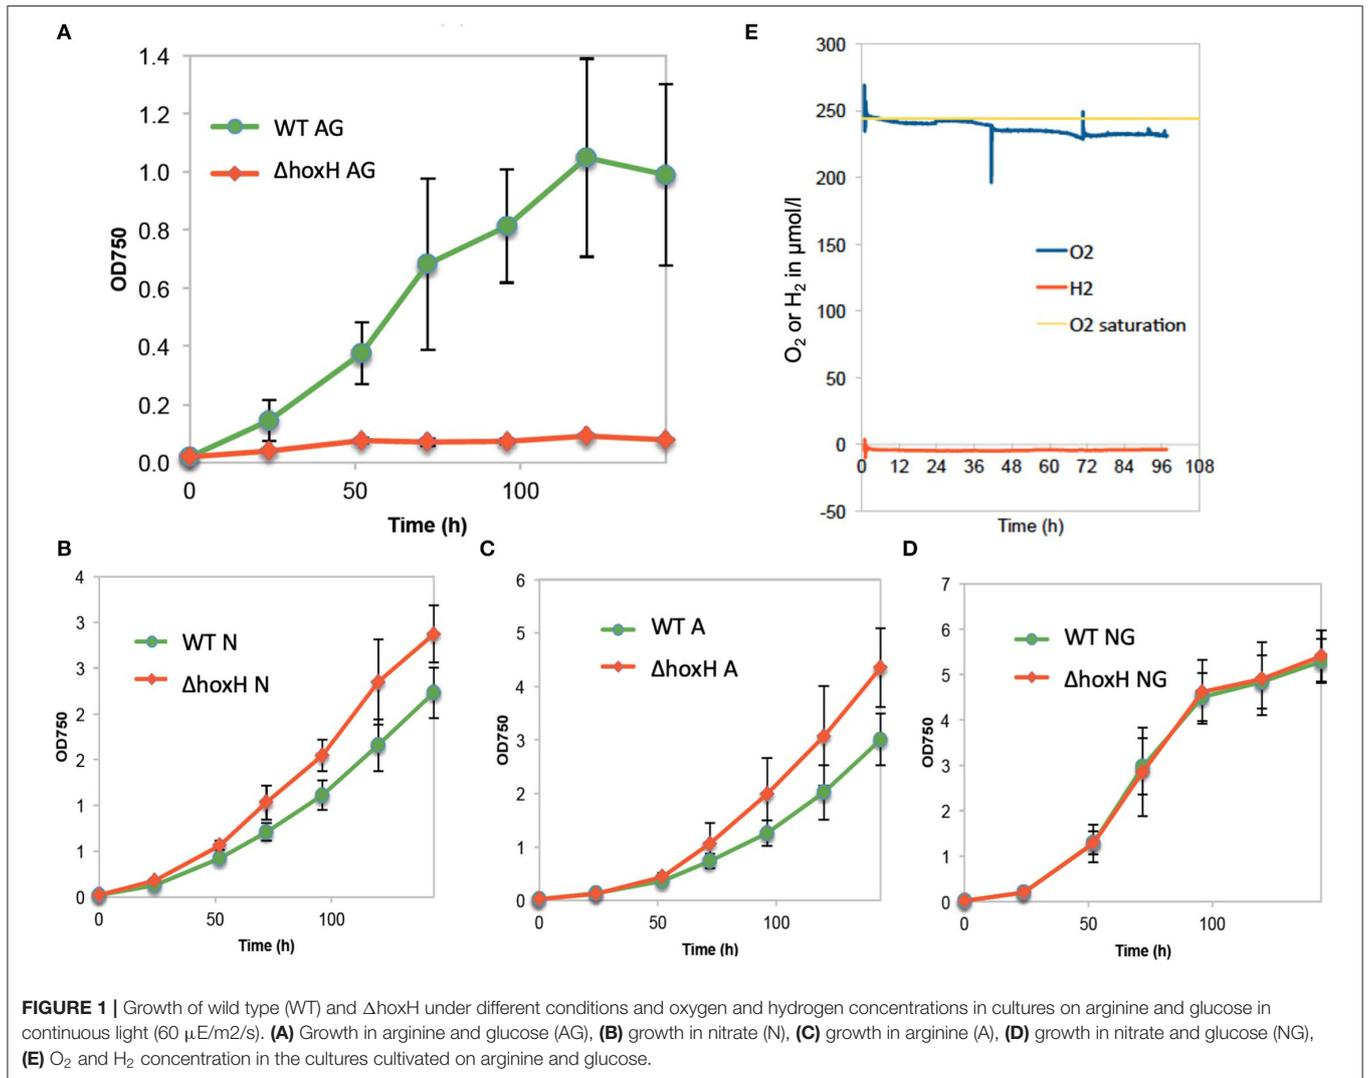 A
1.4
1.2
1.0
0.8
0.6
0.4
0.2
0.0
OD750
WT AG
ΔhoxH AG
0 50 100
Time (h)
E
300
250
200
150
100
50
0
-50
O2 or H2 in µmol/l
O2
H2
O2 saturation
0 12 24 36 48 60 72 84 96 108
Time (h)
B
4
3
3
2
2
1
1
0
OD750
WT N
ΔhoxH N
0 50 100
Time (h)
C
6
5
4
3
2
1
0
OD750
WT A
ΔhoxH A
0 50 100
Time (h)
D
7
6
5
4
3
2
1
0
OD750
WT NG
ΔhoxH NG
0 50 100
Time (h)
FIGURE 1 | Growth of wild type (WT) and ΔhoxH under different conditions and oxygen and hydrogen concentrations in cultures on arginine and glucose in
continuous light (60 µE/m2/s). (A) Growth in arginine and glucose (AG), (B) growth in nitrate (N), (C) growth in arginine (A), (D) growth in nitrate and glucose (NG),
(E) O2 and H2 concentration in the cultures cultivated on arginine and glucose.